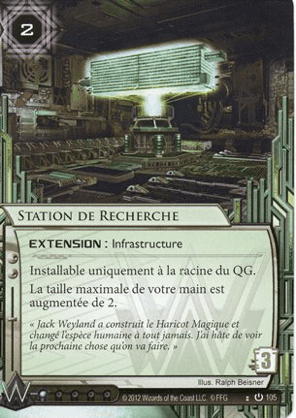 2
STATION DE RECHERCHE
EXTENSION : Infrastructure
Installable uniquement à la racine du QG.
La taille maximale de votre main est
augmentée de 2.
« Jack Weyland a construit le Haricot Magique et
changé l'espèce humaine à tout jamais. J'ai hâte de voir
la prochaine chose qu'on va faire. »
3
Illus. Ralph Beisner
© 2012 Wizards of the Coast LLC. © FFG
105